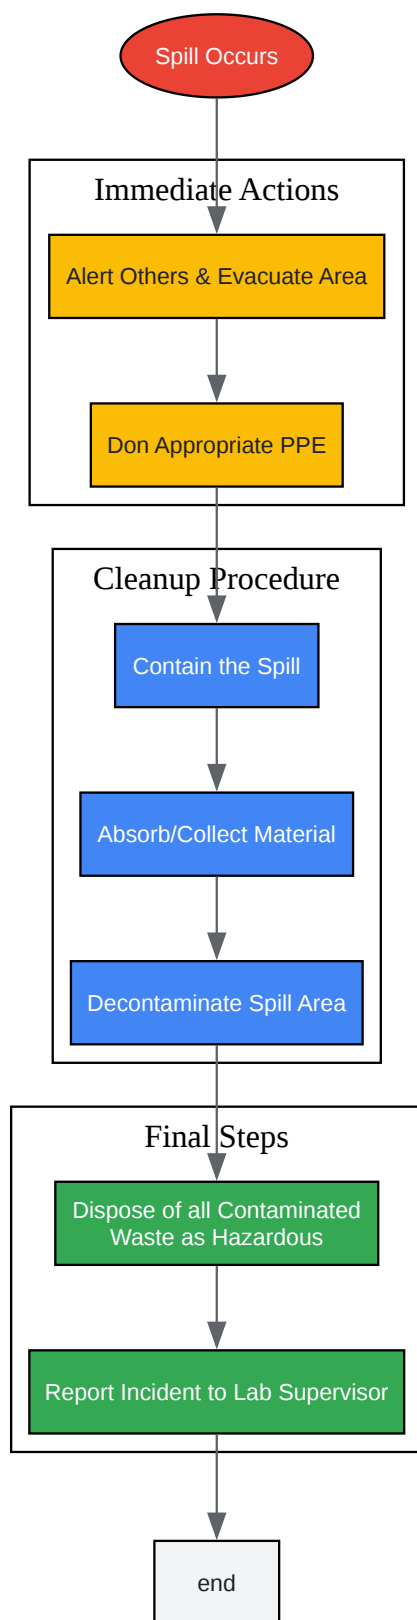 Spill Occurs
Immediate Actions
Alert Others & Evacuate Area
Don Appropriate PPE
Cleanup Procedure
Contain the Spill
Absorb/Collect Material
Decontaminate Spill Area
Final Steps
Dispose of all Contaminated
Waste as Hazardous
Report Incident to Lab Supervisor
end